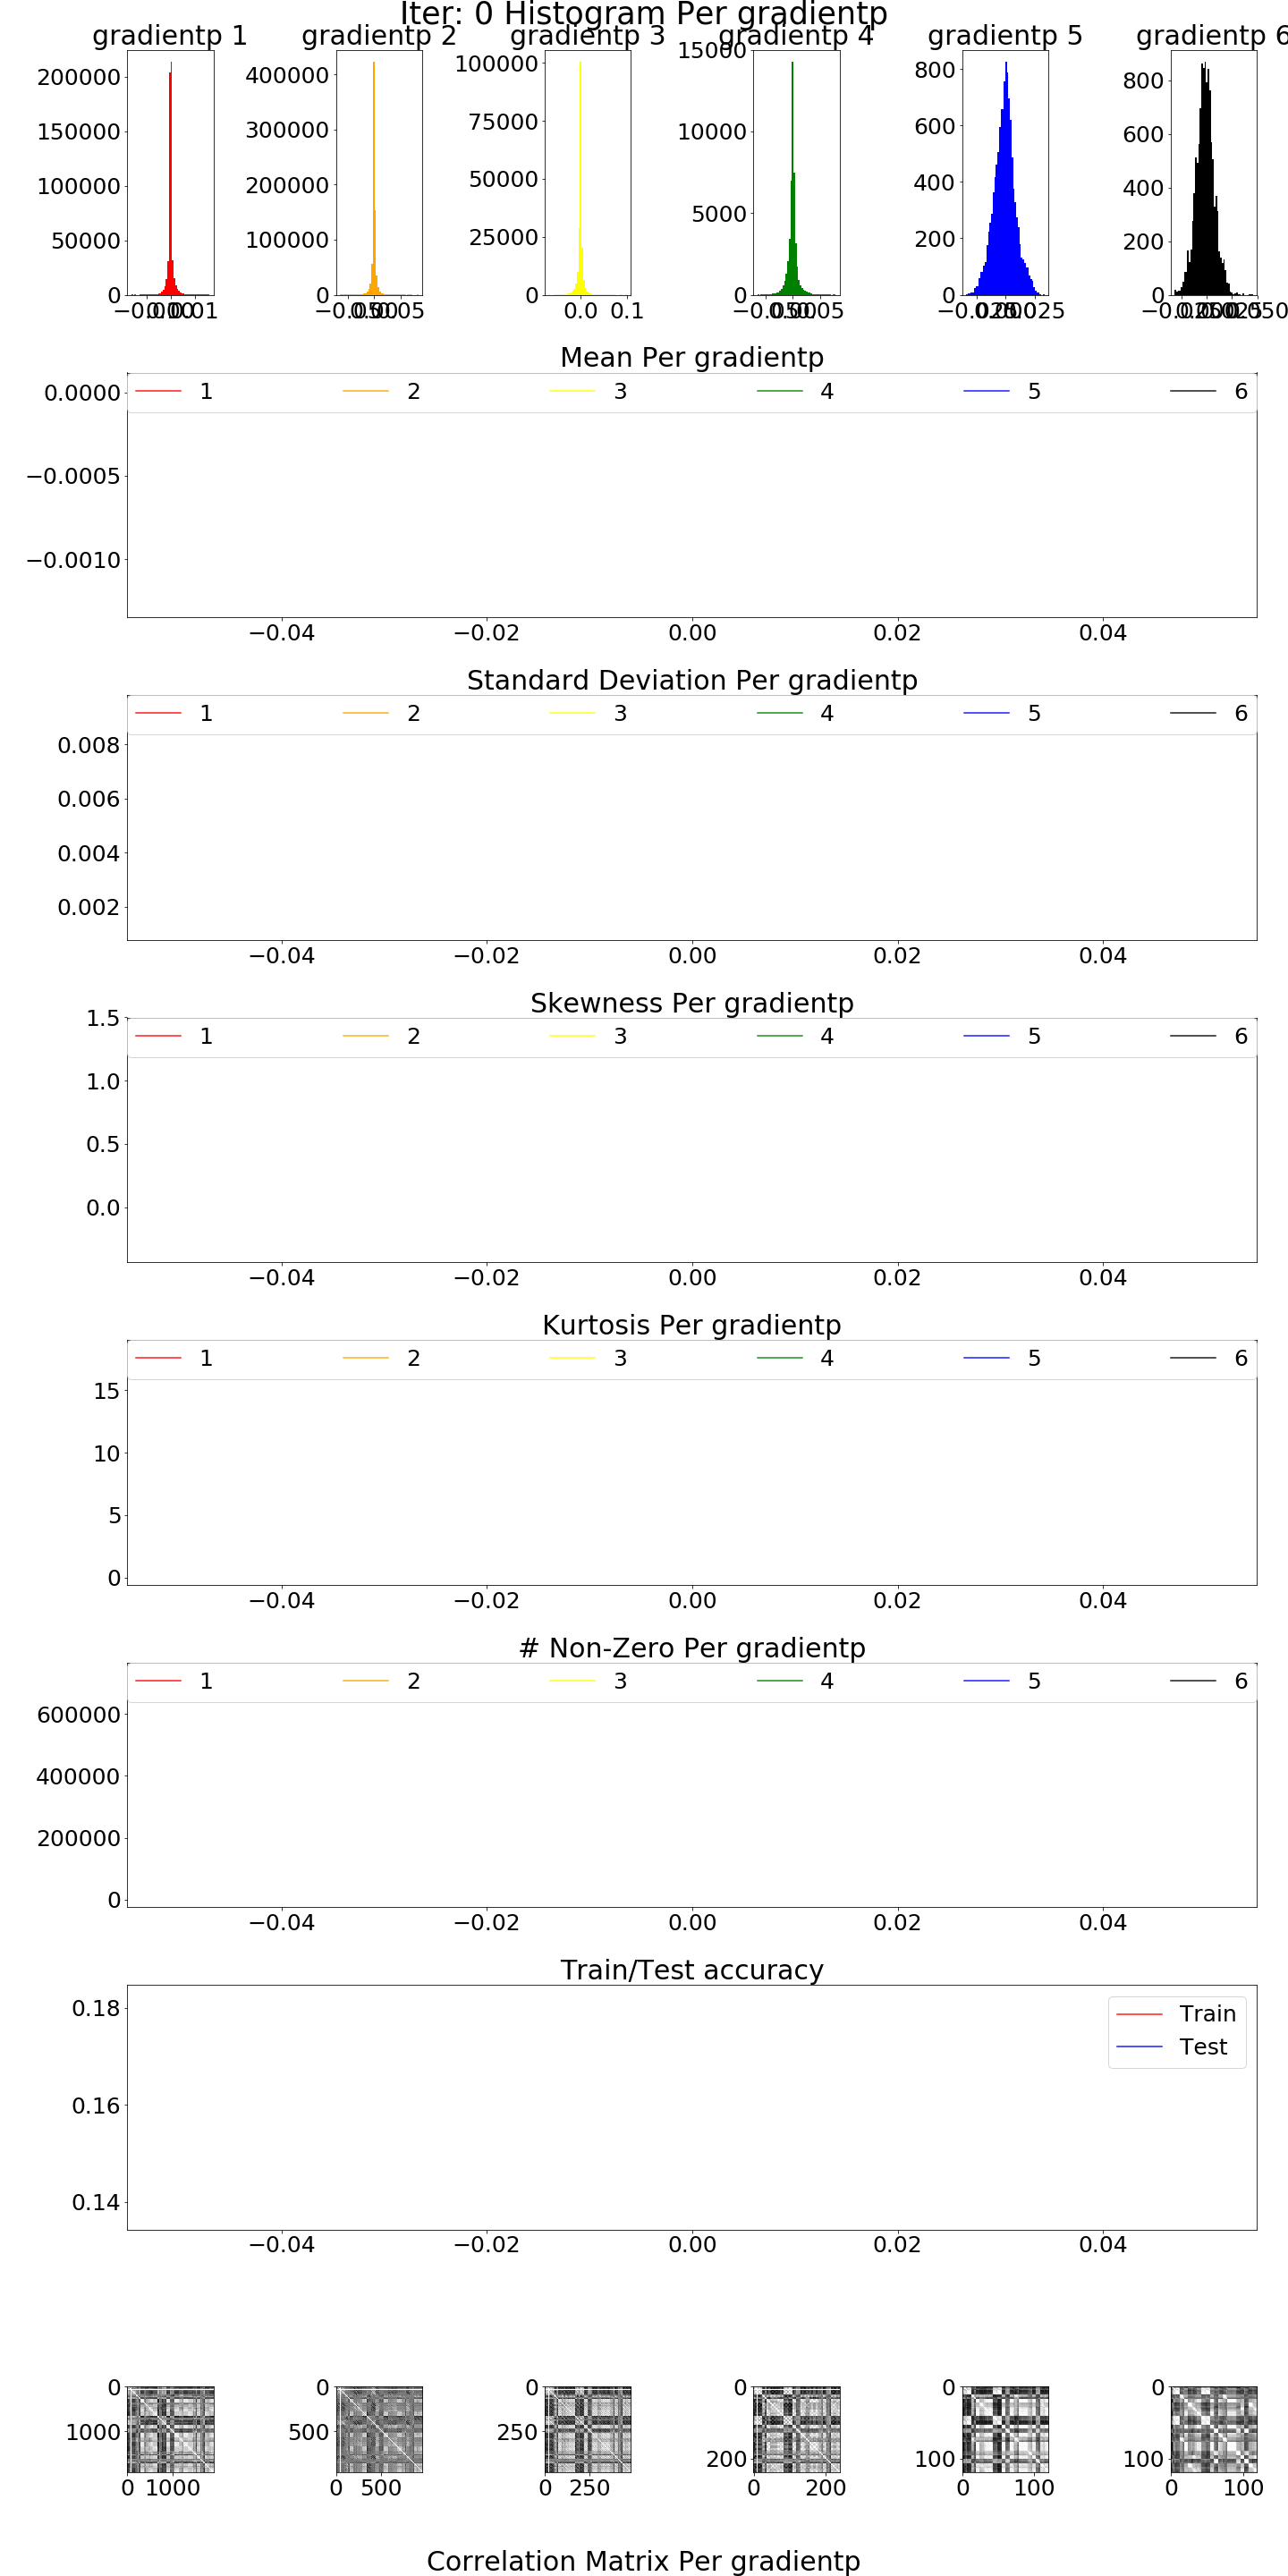 Iter: 0 Histogram Per gradientp
gradientp 1 gradientp 2 gradientp 3 gradientp 4 gradientp 5 gradientp 6
200000 150000 100000 50000 0
400000 300000 200000 100000 0
100000 75000 50000 25000 0
15000 10000 5000 0
800 600 400 200 0
800 600 400 200 0
0.0 0.1
Mean Per gradientp
1 2 3 4 5 6
0.0000
−0.0005
−0.0010
−0.04 −0.02 0.00 0.02 0.04
Standard Deviation Per gradientp
1 2 3 4 5 6
0.008
0.006
0.004
0.002
−0.04 −0.02 0.00 0.02 0.04
Skewness Per gradientp
1 2 3 4 5 6
1.5
1.0
0.5
0.0
−0.04 −0.02 0.00 0.02 0.04
Kurtosis Per gradientp
1 2 3 4 5 6
15
10
5
0
−0.04 −0.02 0.00 0.02 0.04
# Non-Zero Per gradientp
1 2 3 4 5 6
600000
400000
200000
0
−0.04 −0.02 0.00 0.02 0.04
Train/Test accuracy
Train
Test
0.18
0.16
0.14
−0.04 −0.02 0.00 0.02 0.04
0 0 0 0 0 0
1000 500 250 200 100 100
0 1000 0 500 0 250 0 200 0 100 0 100
Correlation Matrix Per gradientp